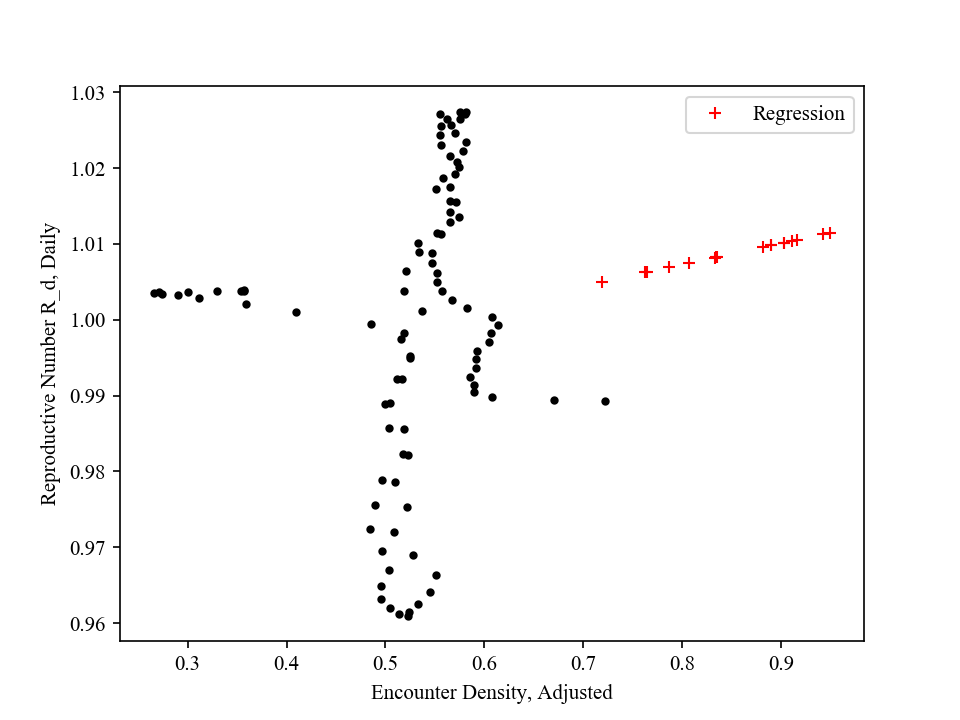 Regression
1.03
1.02
1.01
1.00
0.99
0.98
0.97
0.96
Reproductive Number R_d, Daily
0.3 0.4 0.5 0.6 0.7 0.8 0.9
Encounter Density, Adjusted